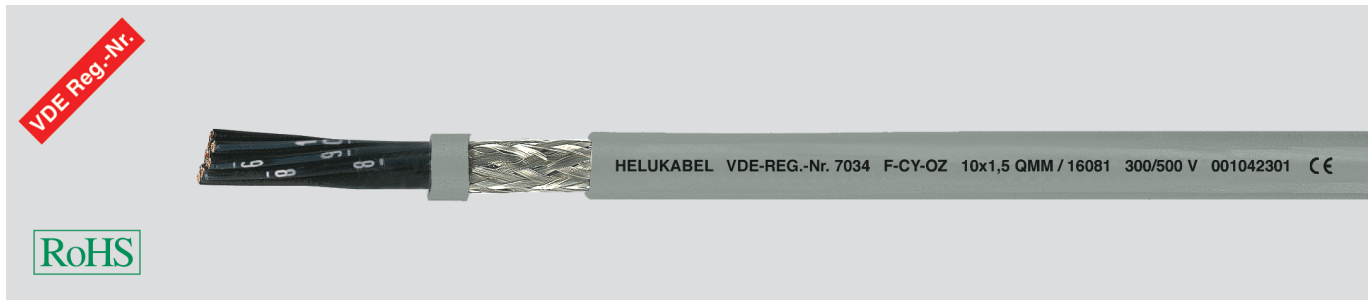 VDE Reg.-Nr.
HELUKABEL VDE-REG.-Nr. 7034 F-CY-OZ 10x1,5 QMM / 16081 300/500 V 001042301 CE
RoHS